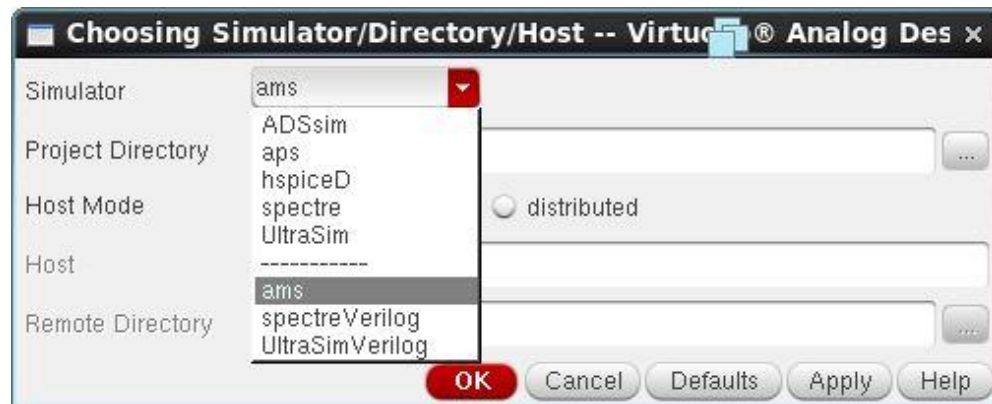 Choosing Simulator/Directory/Host -- Virtuo ® Analog Des
Simulator ams
ADSsim
Project Directory
aps
...
hspiceD
Host Mode
spectre
distributed
UltraSim
Host
-----------
ams
Remote Directory
spectreVerilog
...
UltraSimVerilog
OK Cancel Defaults Apply Help